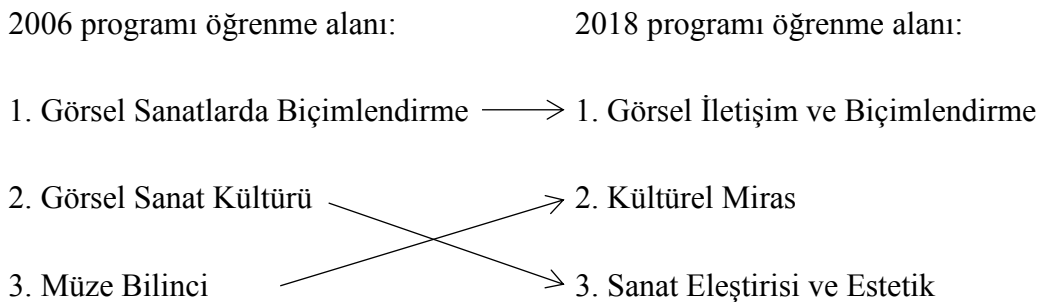 2006 programı öğrenme alanı: 2018 programı öğrenme alanı:
1. Görsel Sanatlarda Biçimlendirme 1. Görsel İletişim ve Biçimlendirme
2. Görsel Sanat Kültürü 2. Kültürel Miras
3. Müze Bilinci 3. Sanat Eleştirisi ve Estetik